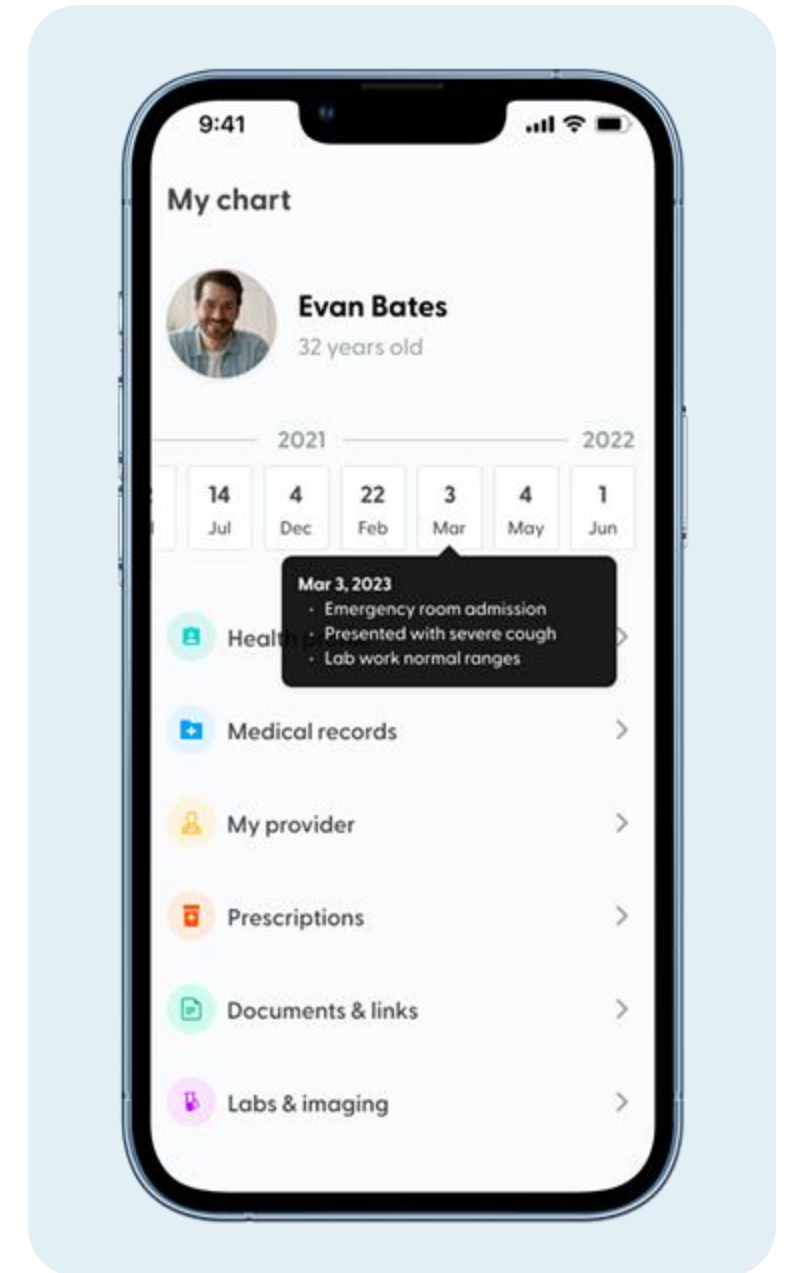 9:41
My chart
Evan Bates
32 years old
2021 2022
14 4 22 3 4 1
Jul Dec Feb Mar May Jun
Mar 3, 2023
· Emergency room admission
· Presented with severe cough
· Lab work normal ranges
Health
Medical records
My provider
Prescriptions
Documents & links
Labs & imaging